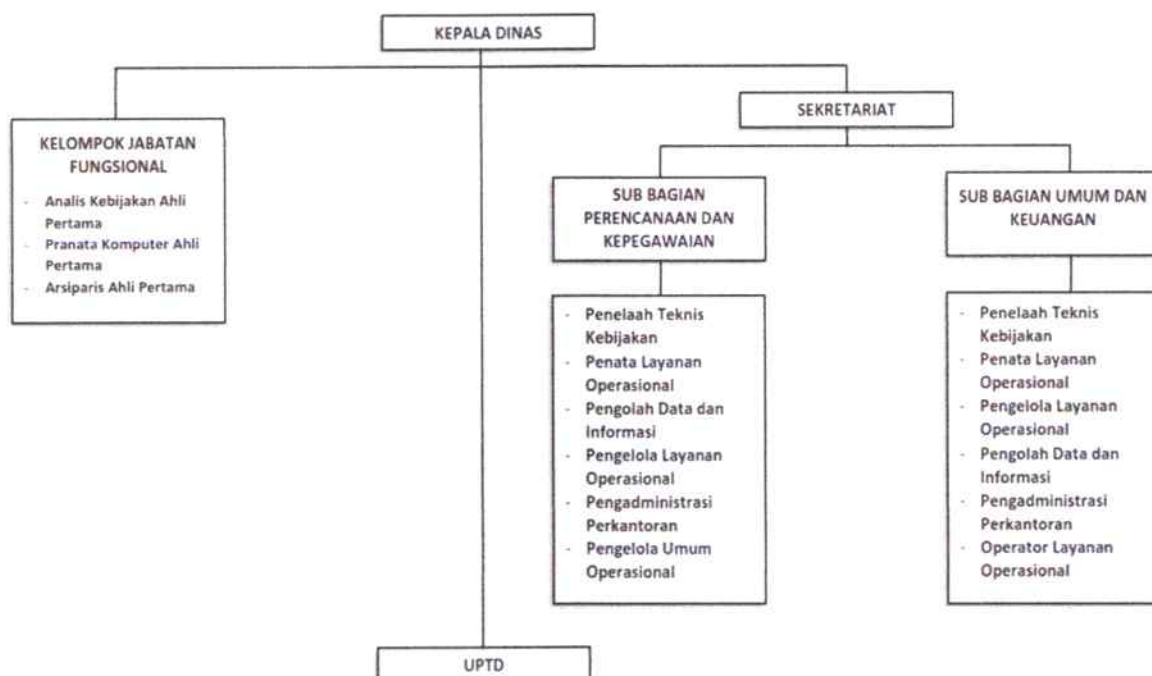 KEPALA DINAS
SEKRETARIAT
KELOMPOK JABATAN
FUNGSIONAL
- Analis Kebijakan Ahli
Pertama
- Pranata Komputer Ahli
Pertama
- Arsiparis Ahli Pertama
SUB BAGIAN
PERENCANAAN DAN
KEPEGAWAIAN
SUB BAGIAN UMUM DAN
KEUANGAN
- Penelaah Teknis
Kebijakan
- Penata Layanan
Operasional
- Pengolah Data dan
Informasi
- Pengelola Layanan
Operasional
- Pengadministrasi
Perkantoran
- Pengelola Umum
Operasional
- Penelaah Teknis
Kebijakan
- Penata Layanan
Operasional
- Pengelola Layanan
Operasional
- Pengolah Data dan
Informasi
- Pengadministrasi
Perkantoran
- Operator Layanan
Operasional
UPTD